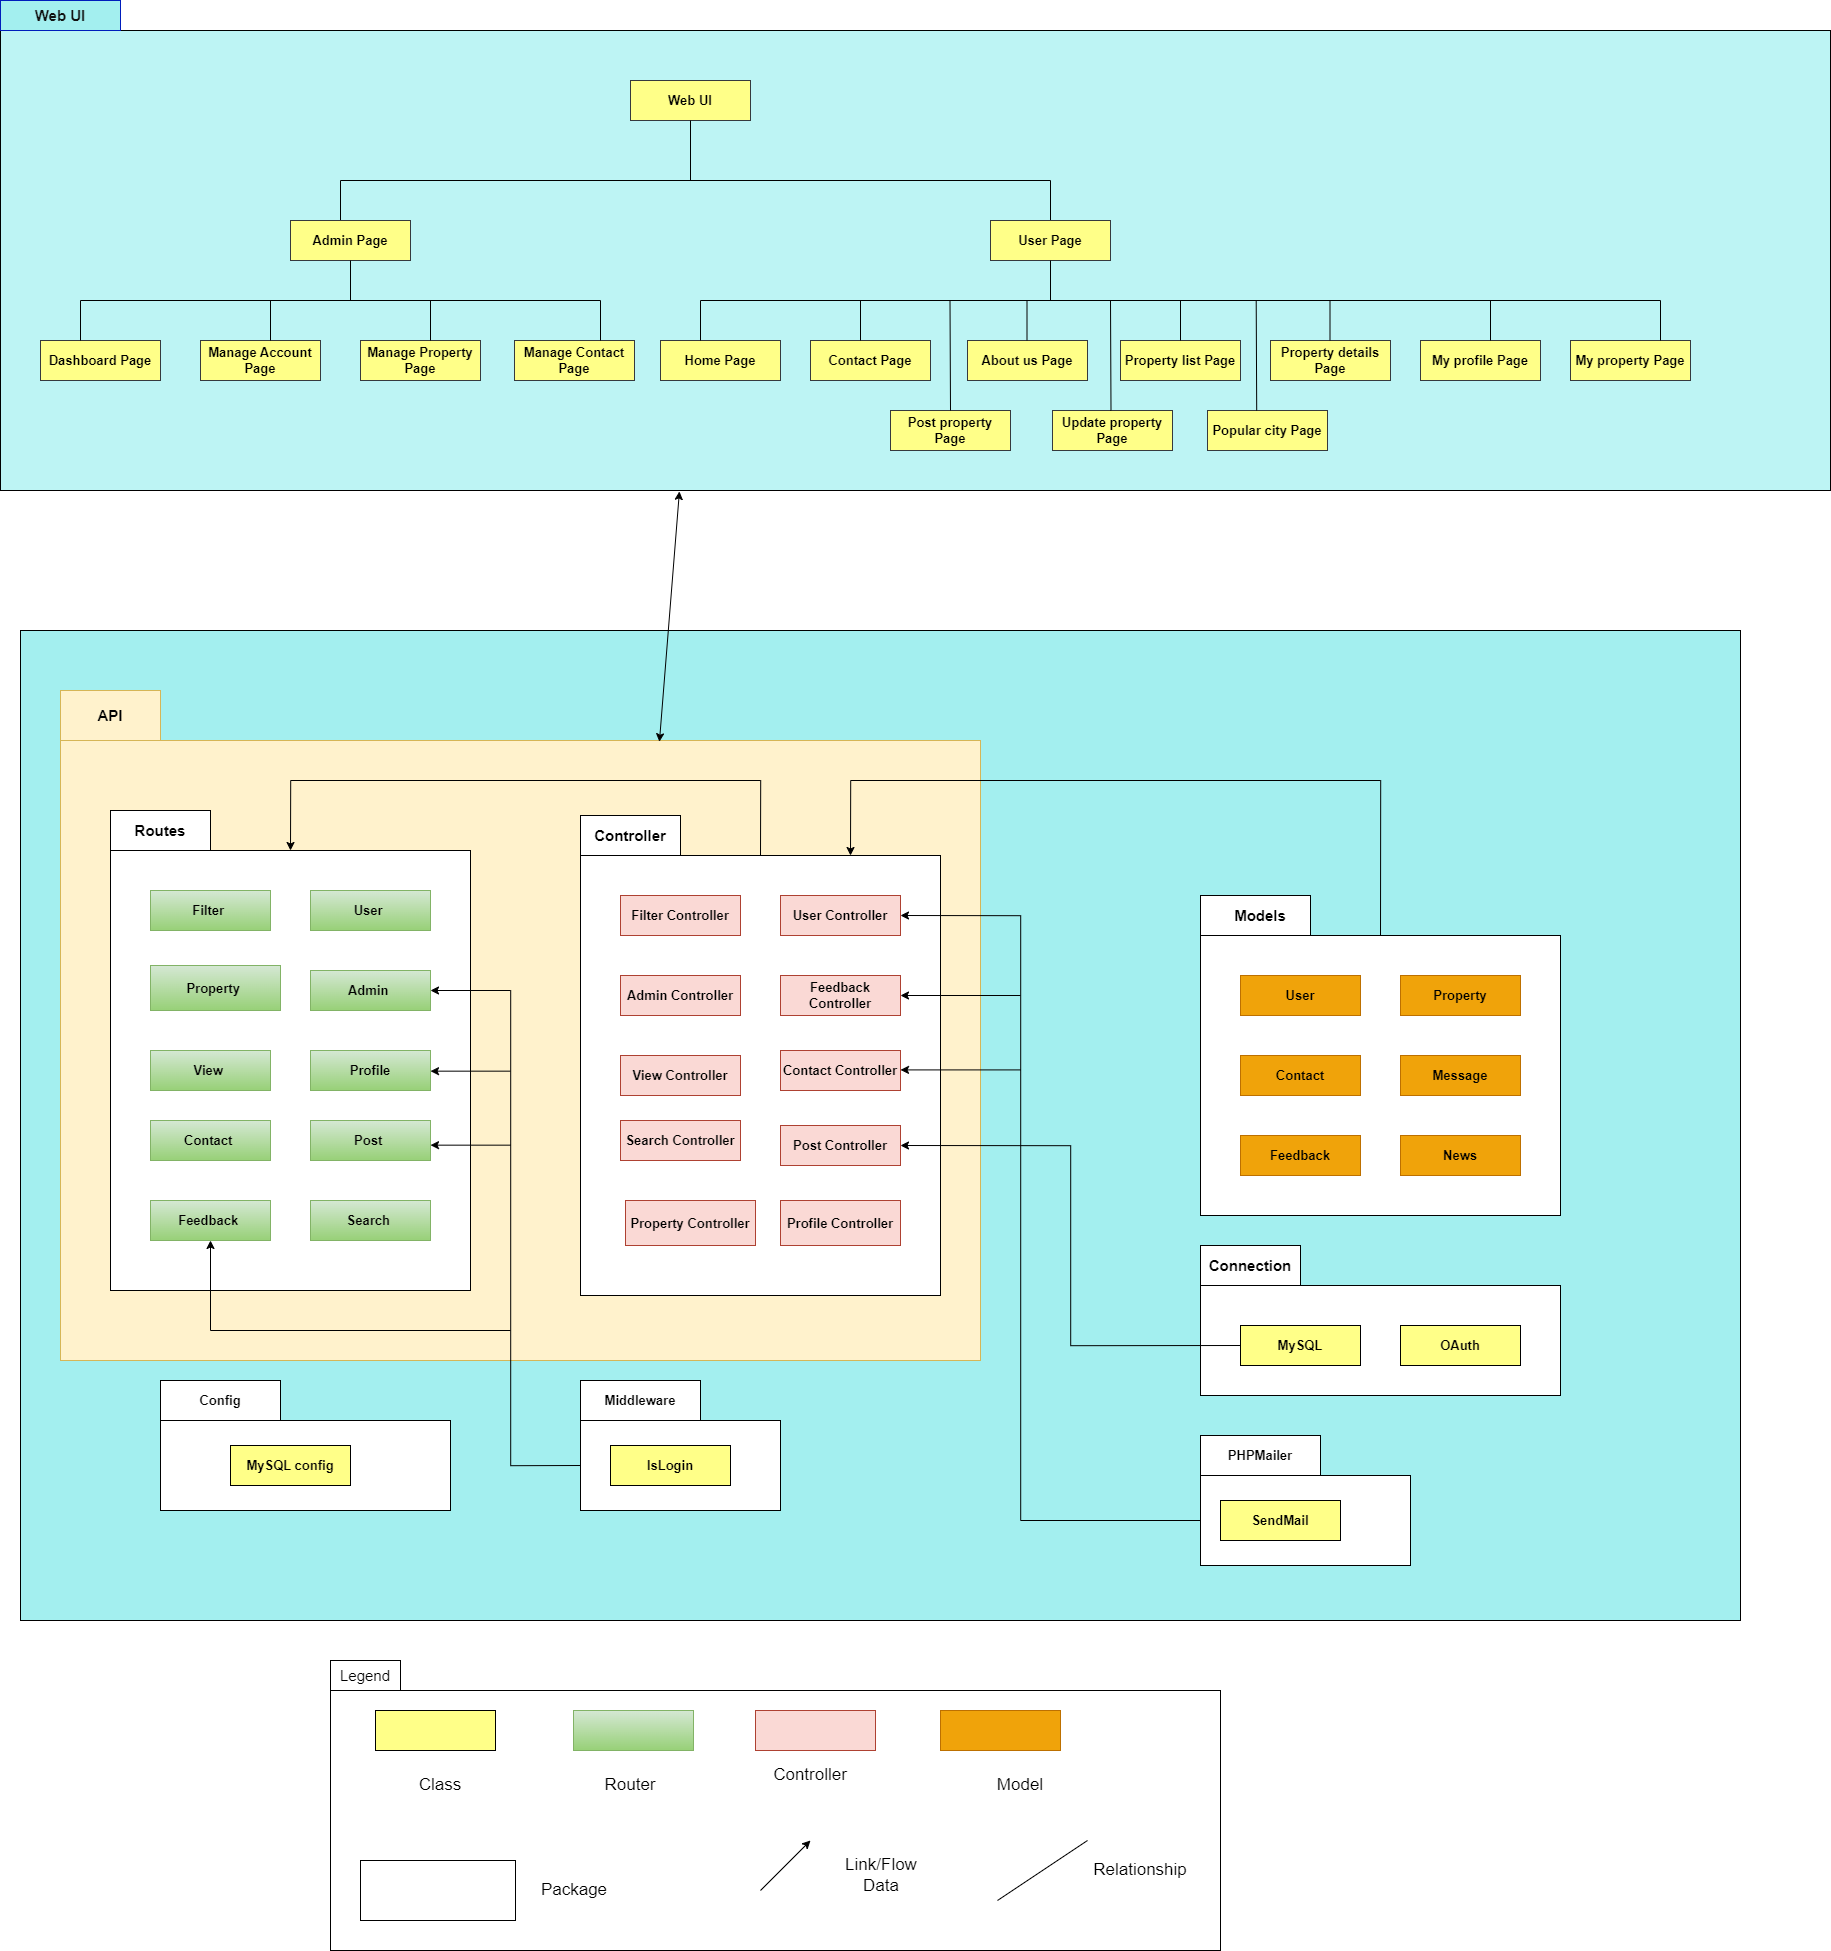 Web UI
Web UI
Admin Page
User Page
Dashboard Page
Manage Account
Page
Manage Property
Page
Manage Contact
Page
Home Page
Contact Page
About us Page
Property list Page
Property details
Page
My profile Page
My property Page
Post property
Page
Update property
Page
Popular city Page
API
Routes
Filter
User
Property
Admin
View
Profile
Contact
Post
Feedback
Search
Controller
Filter Controller
User Controller
Admin Controller
Feedback
Controller
View Controller
Contact Controller
Search Controller
Post Controller
Property Controller
Profile Controller
Models
User
Property
Contact
Message
Feedback
News
Connection
MySQL
OAuth
Config
MySQL config
Middleware
IsLogin
PHPMailer
SendMail
Legend
Class
Router
Controller
Model
Package
Link/Flow
Data
Relationship